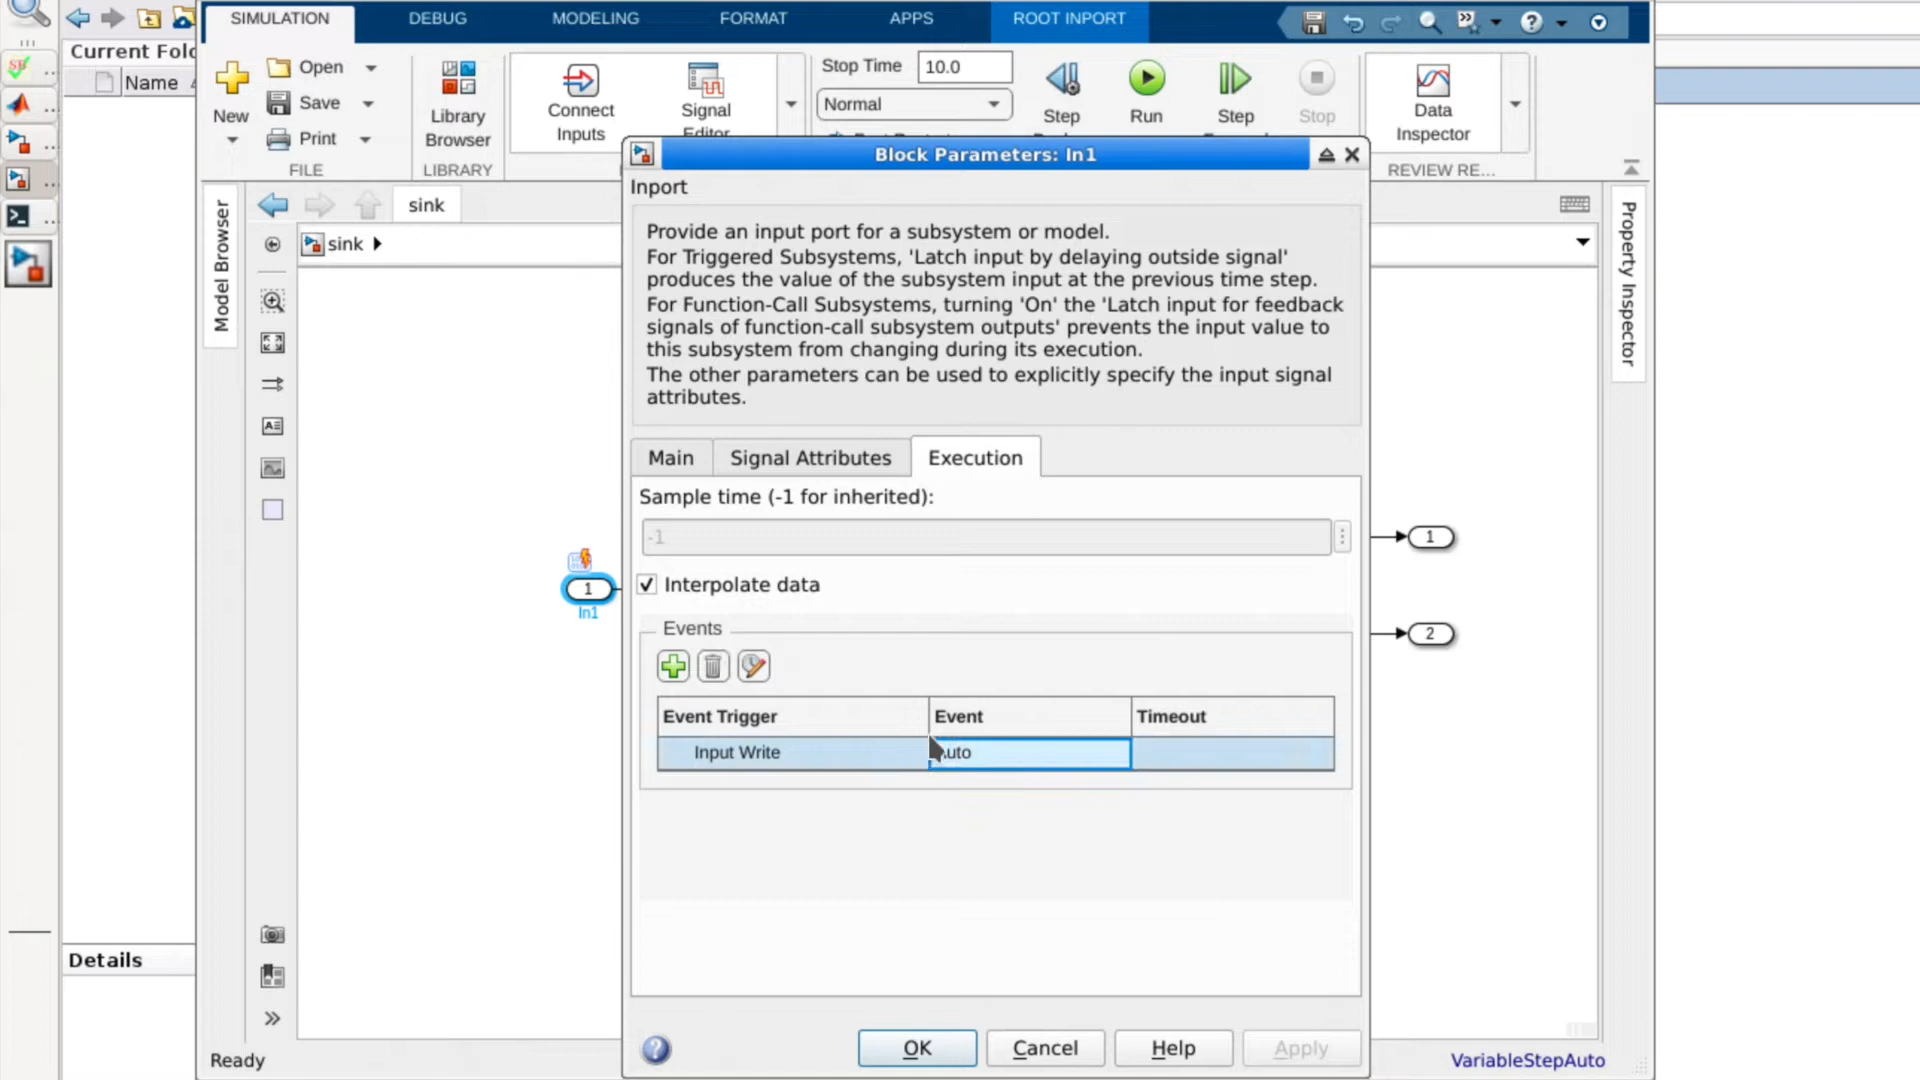 SIMULATION
DEBUG
MODELING
FORMAT
APPS
ROOT INPORT
Current Fol
Name
New
Open
Save
Print
FILE
Library
Browser
LIBRARY
Connect
Inputs
Signal
Editor
Stop Time 10.0
Normal
Step
Run
Step
Stop
Data
Inspector
REVIEW RE...
Model Browser
sink
sink
Property Inspector
Block Parameters: In1
Inport
Provide an input port for a subsystem or model.
For Triggered Subsystems, 'Latch input by delaying outside signal'
produces the value of the subsystem input at the previous time step.
For Function-Call Subsystems, turning 'On' the 'Latch input for feedback
signals of function-call subsystem outputs' prevents the input value to
this subsystem from changing during its execution.
The other parameters can be used to explicitly specify the input signal
attributes.
Main
Signal Attributes
Execution
Sample time (-1 for inherited):
-1
Interpolate data
Events
Event Trigger Event Timeout
Input Write Auto
1
In1
1
2
OK
Cancel
Help
Apply
Details
Ready
VariableStepAuto